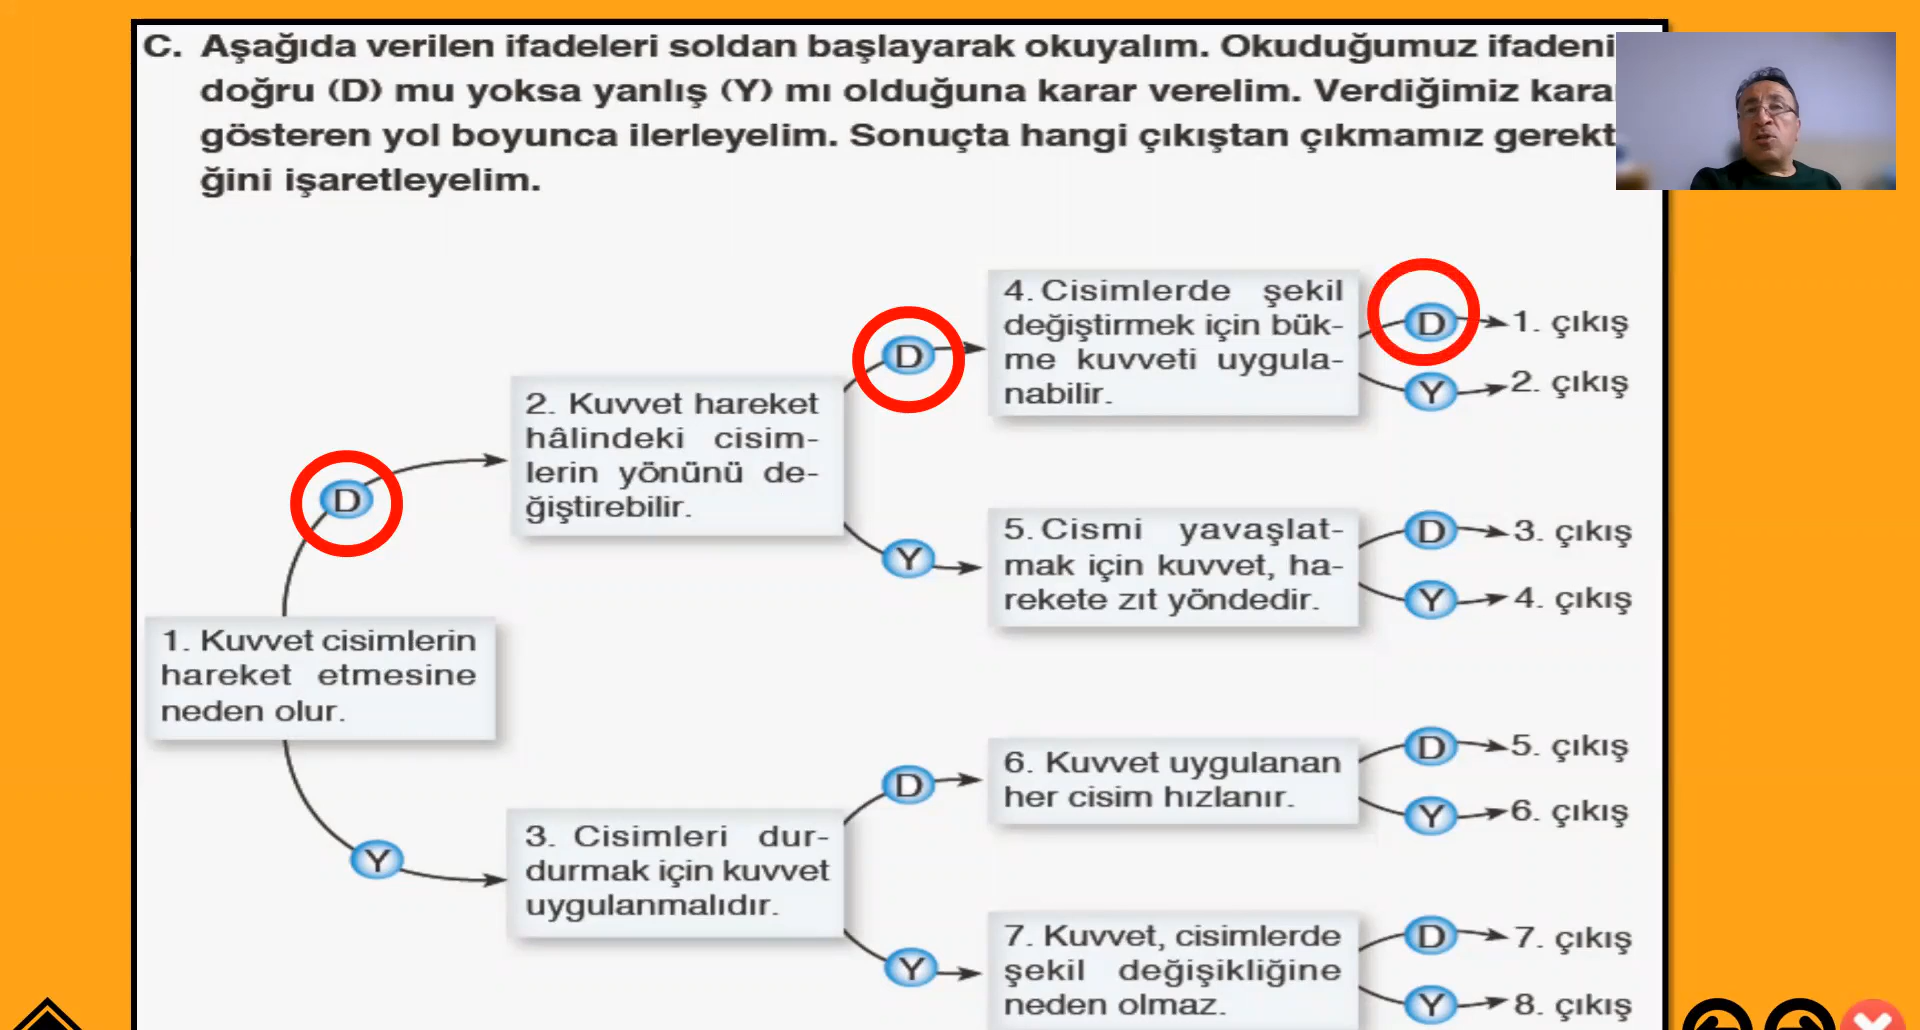 C. Aşağıda verilen ifadeleri soldan başlayarak okuyalım. Okuduğumuz
doğru (D) mu yoksa yanlış (Y) mı olduğuna karar verelim. Verdiğimiz
gösteren yol boyunca ilerleyelim. Sonuçta hangi çıkıştan çıkmamız
ğini işaretleyelim.
1. Kuvvet cisimlerin
hareket etmesine
neden olur.
D
Y
2. Kuvvet hareket
hâlindeki cisim-
lerin yönünü de-
ğiştirebilir.
D
Y
3. Cisimleri dur-
durmak için kuvvet
uygulanmalıdır.
D
Y
4. Cisimlerde şekil
değiştirmek için bük-
me kuvveti uygula-
nabilir.
D 1. çıkış
Y 2. çıkış
5. Cismi yavaşlat-
mak için kuvvet, ha-
rekete zıt yöndedir.
D 3. çıkış
Y 4. çıkış
6. Kuvvet uygulanan
her cisim hızlanır.
D 5. çıkış
Y 6. çıkış
7. Kuvvet, cisimlerde
şekil değişikliğine
neden olmaz.
D 7. çıkış
Y 8. çıkış